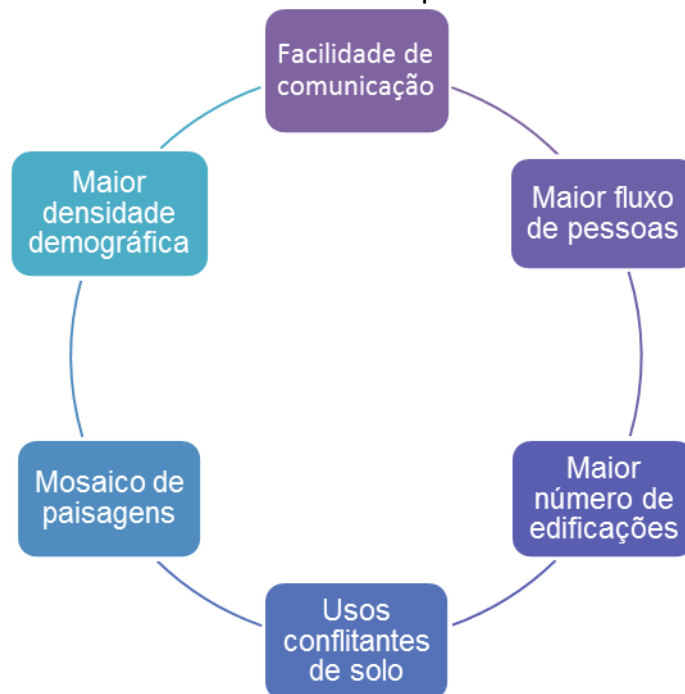 Facilidade de
comunicação
Maior fluxo
de pessoas
Maior
número de
edificações
Usos
conflitantes
de solo
Mosaico de
paisagens
Maior
densidade
demográfica